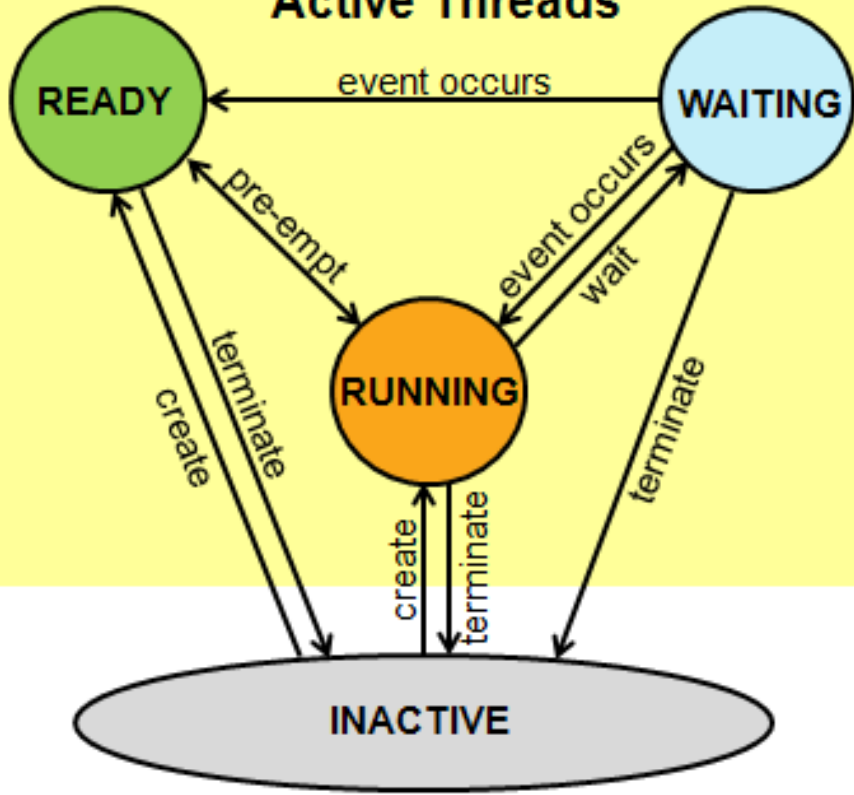 Active Threads
READY
event occurs
WAITING
pre-empt
event occurs
wait
RUNNING
create
terminate
create
terminate
terminate
INACTIVE